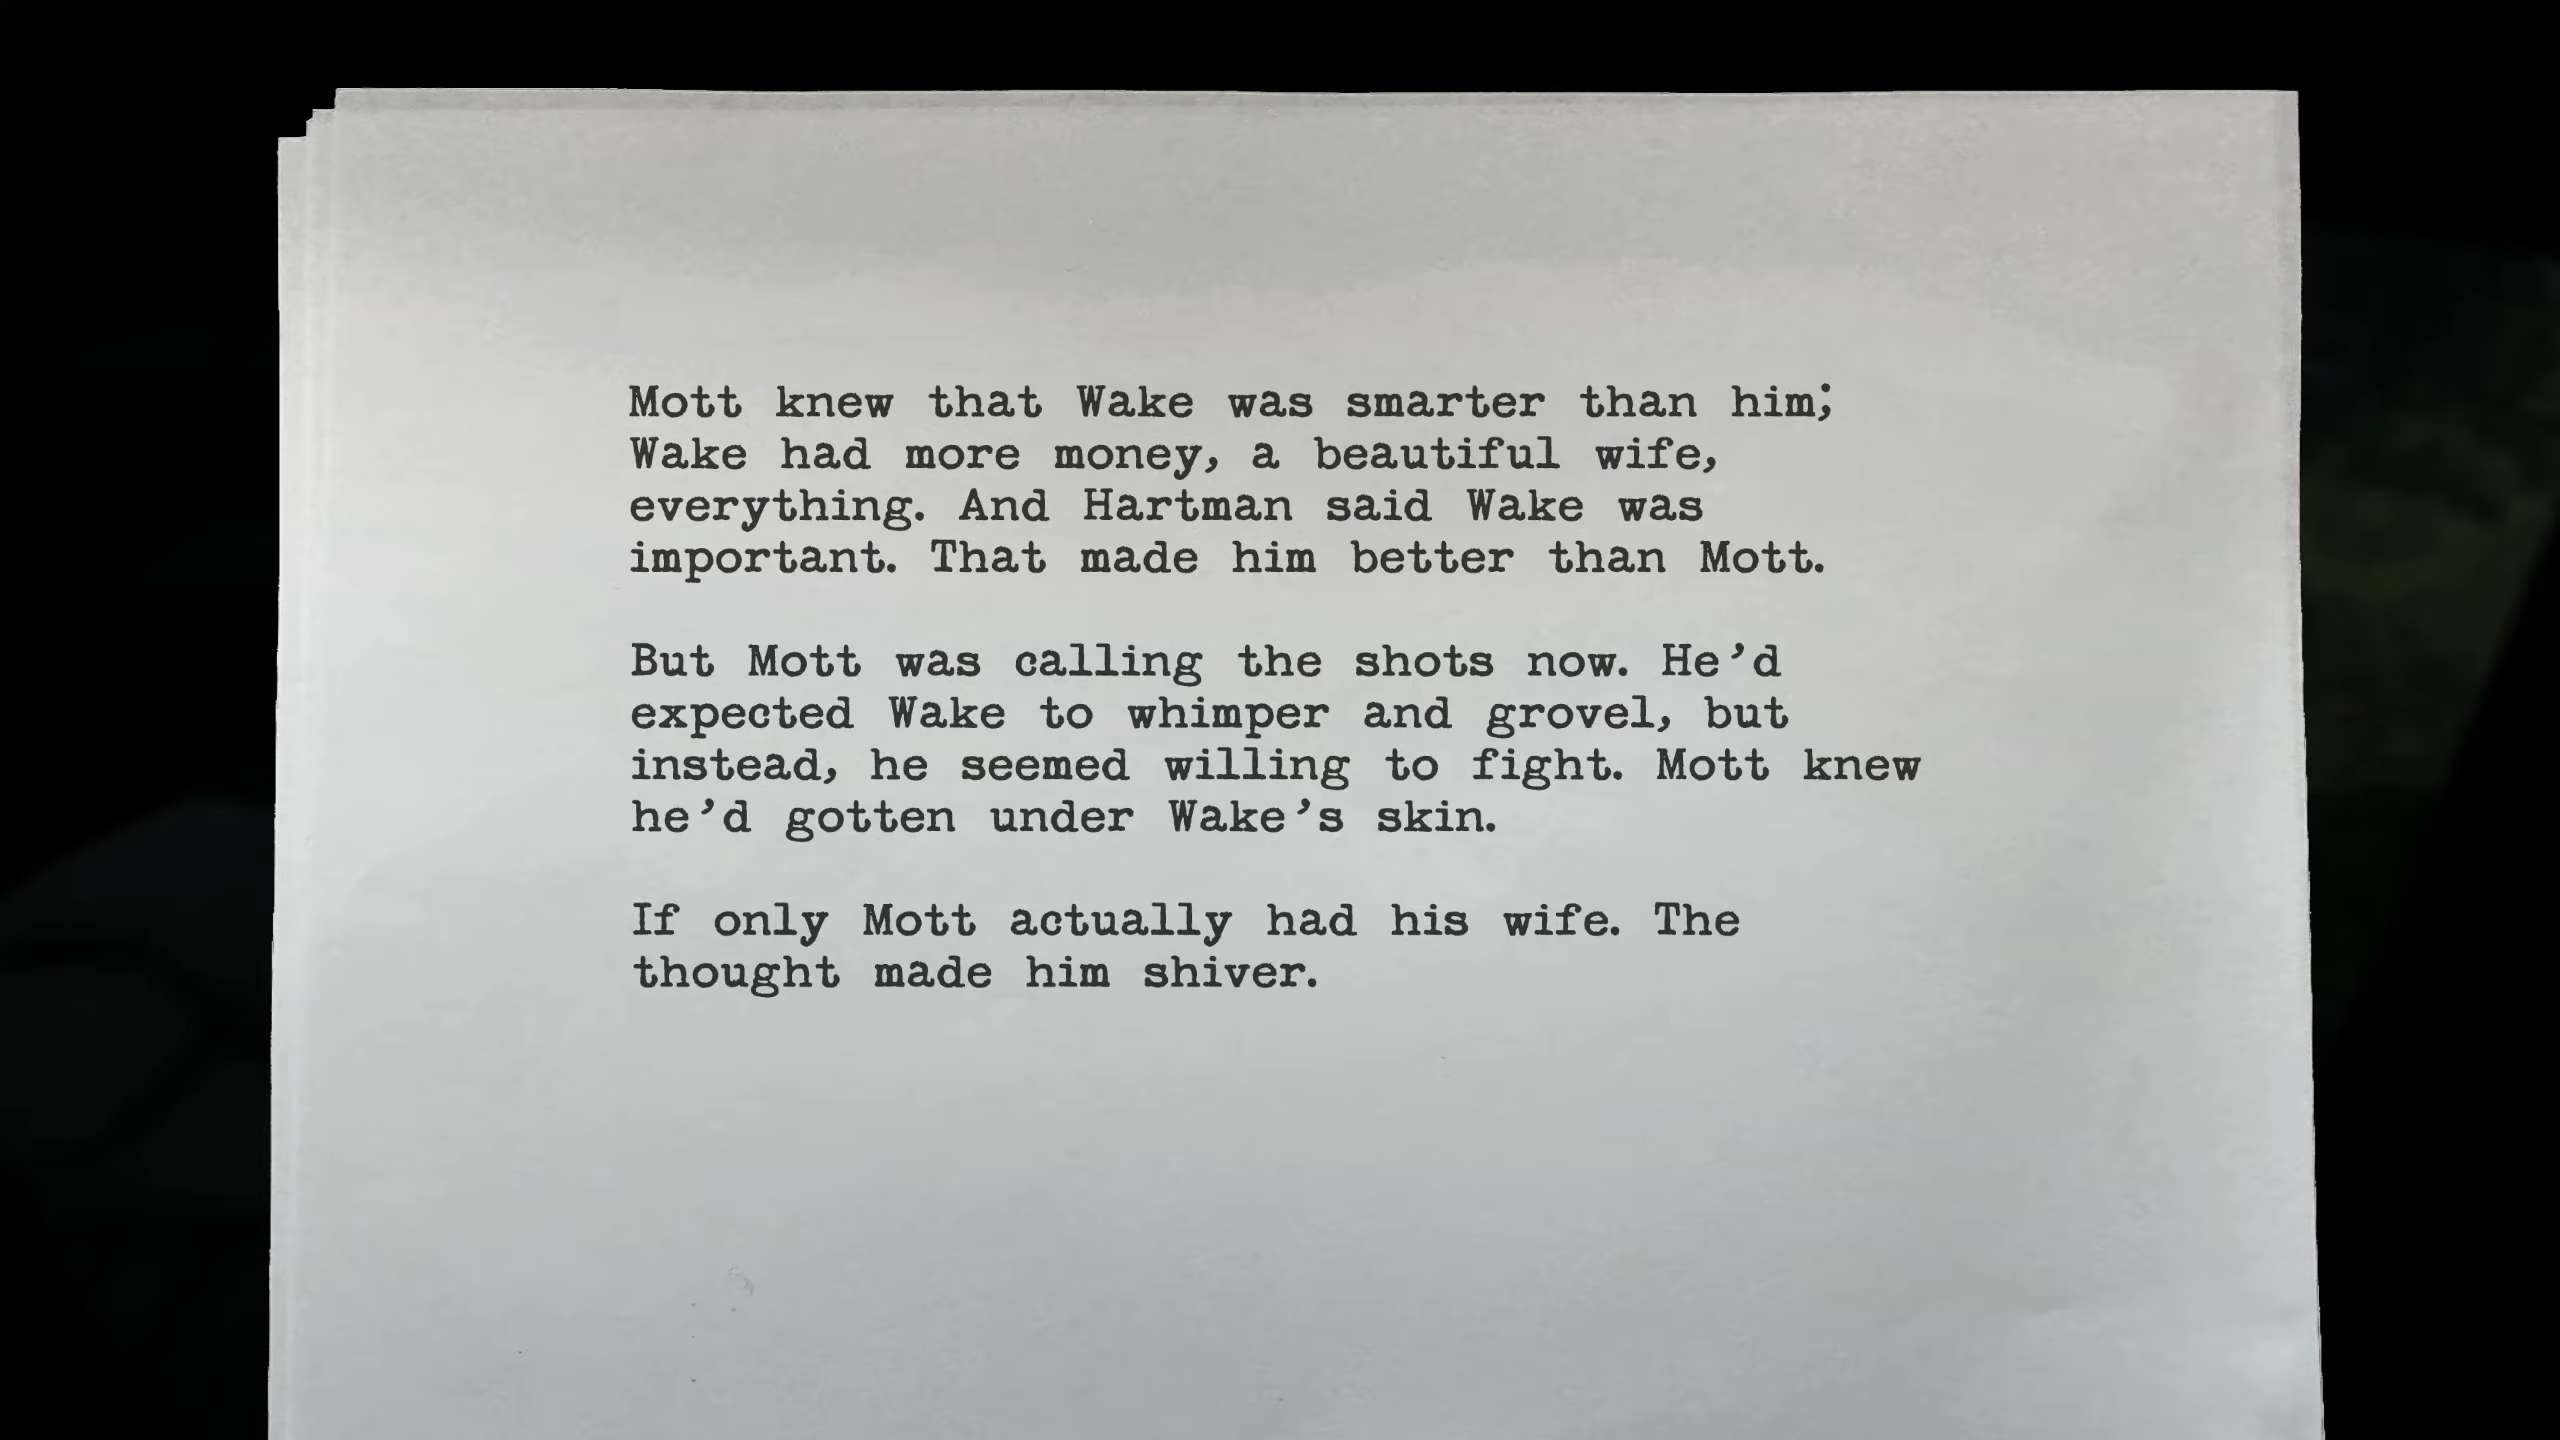 Mott knew that Wake was smarter than him;
Wake had more money, a beautiful wife,
everything. And Hartman said Wake was
important. That made him better than Mott.
But Mott was calling the shots now. He’d
expected Wake to whimper and grovel, but
instead, he seemed willing to fight. Mott knew
he’d gotten under Wake’s skin.
If only Mott actually had his wife. The
thought made him shiver.